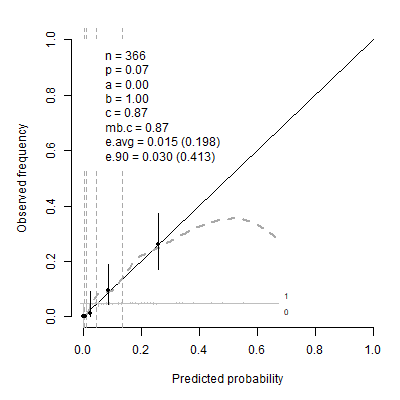 n = 366
p = 0.07
a = 0.00
b = 1.00
c = 0.87
mb.c = 0.87
e.avg = 0.015 (0.198)
e.90 = 0.030 (0.413)
Observed frequency
1.0
0.8
0.6
0.4
0.2
0.0
1
0
0.0 0.2 0.4 0.6 0.8 1.0
Predicted probability